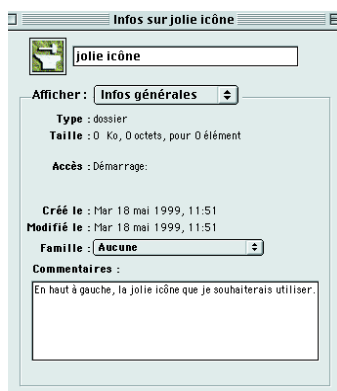 Infos sur jolie icône
jolie icône
Afficher : Infos générales
Type : dossier
Taille : 0 Ko, 0 octets, pour 0 élément
Accès : Démarrage:
Créé le : Mar 18 mai 1999, 11:51
Modifié le : Mar 18 mai 1999, 11:51
Famille : Aucune
Commentaires :
En haut à gauche, la jolie icône que je souhaiterais utiliser.